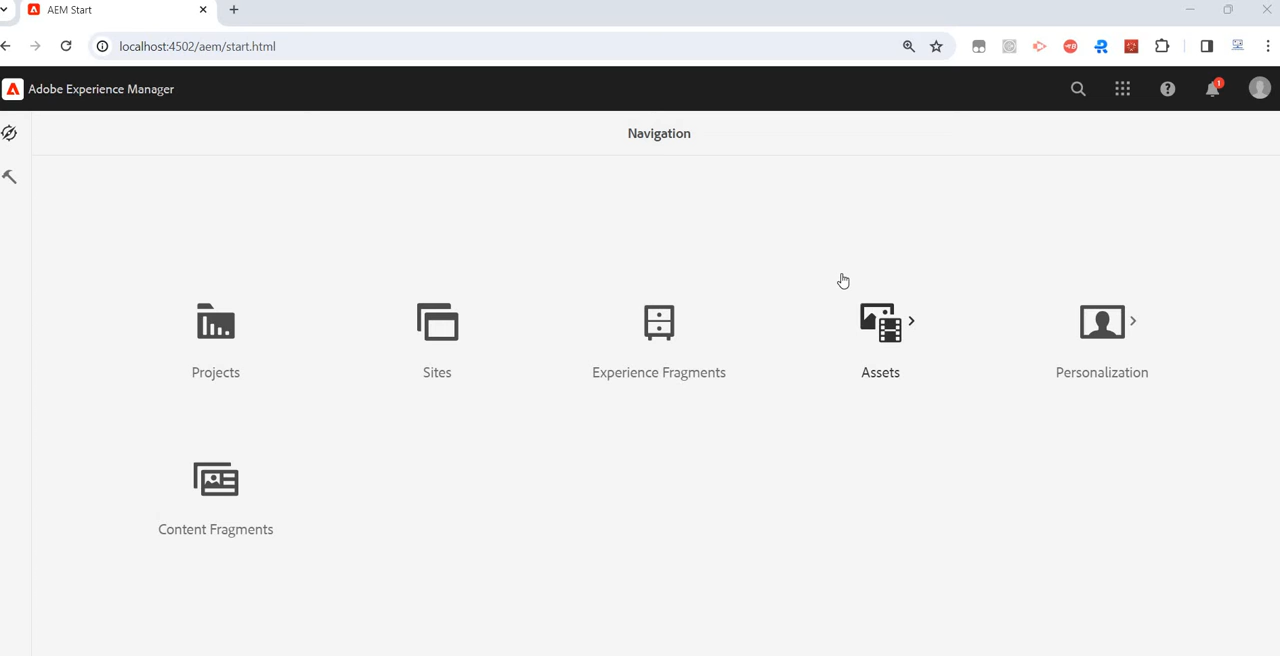 AEM Start
localhost:4502/aem/start.html
Adobe Experience Manager
1
Navigation
Projects
Sites
Experience Fragments
Assets
Personalization
Content Fragments